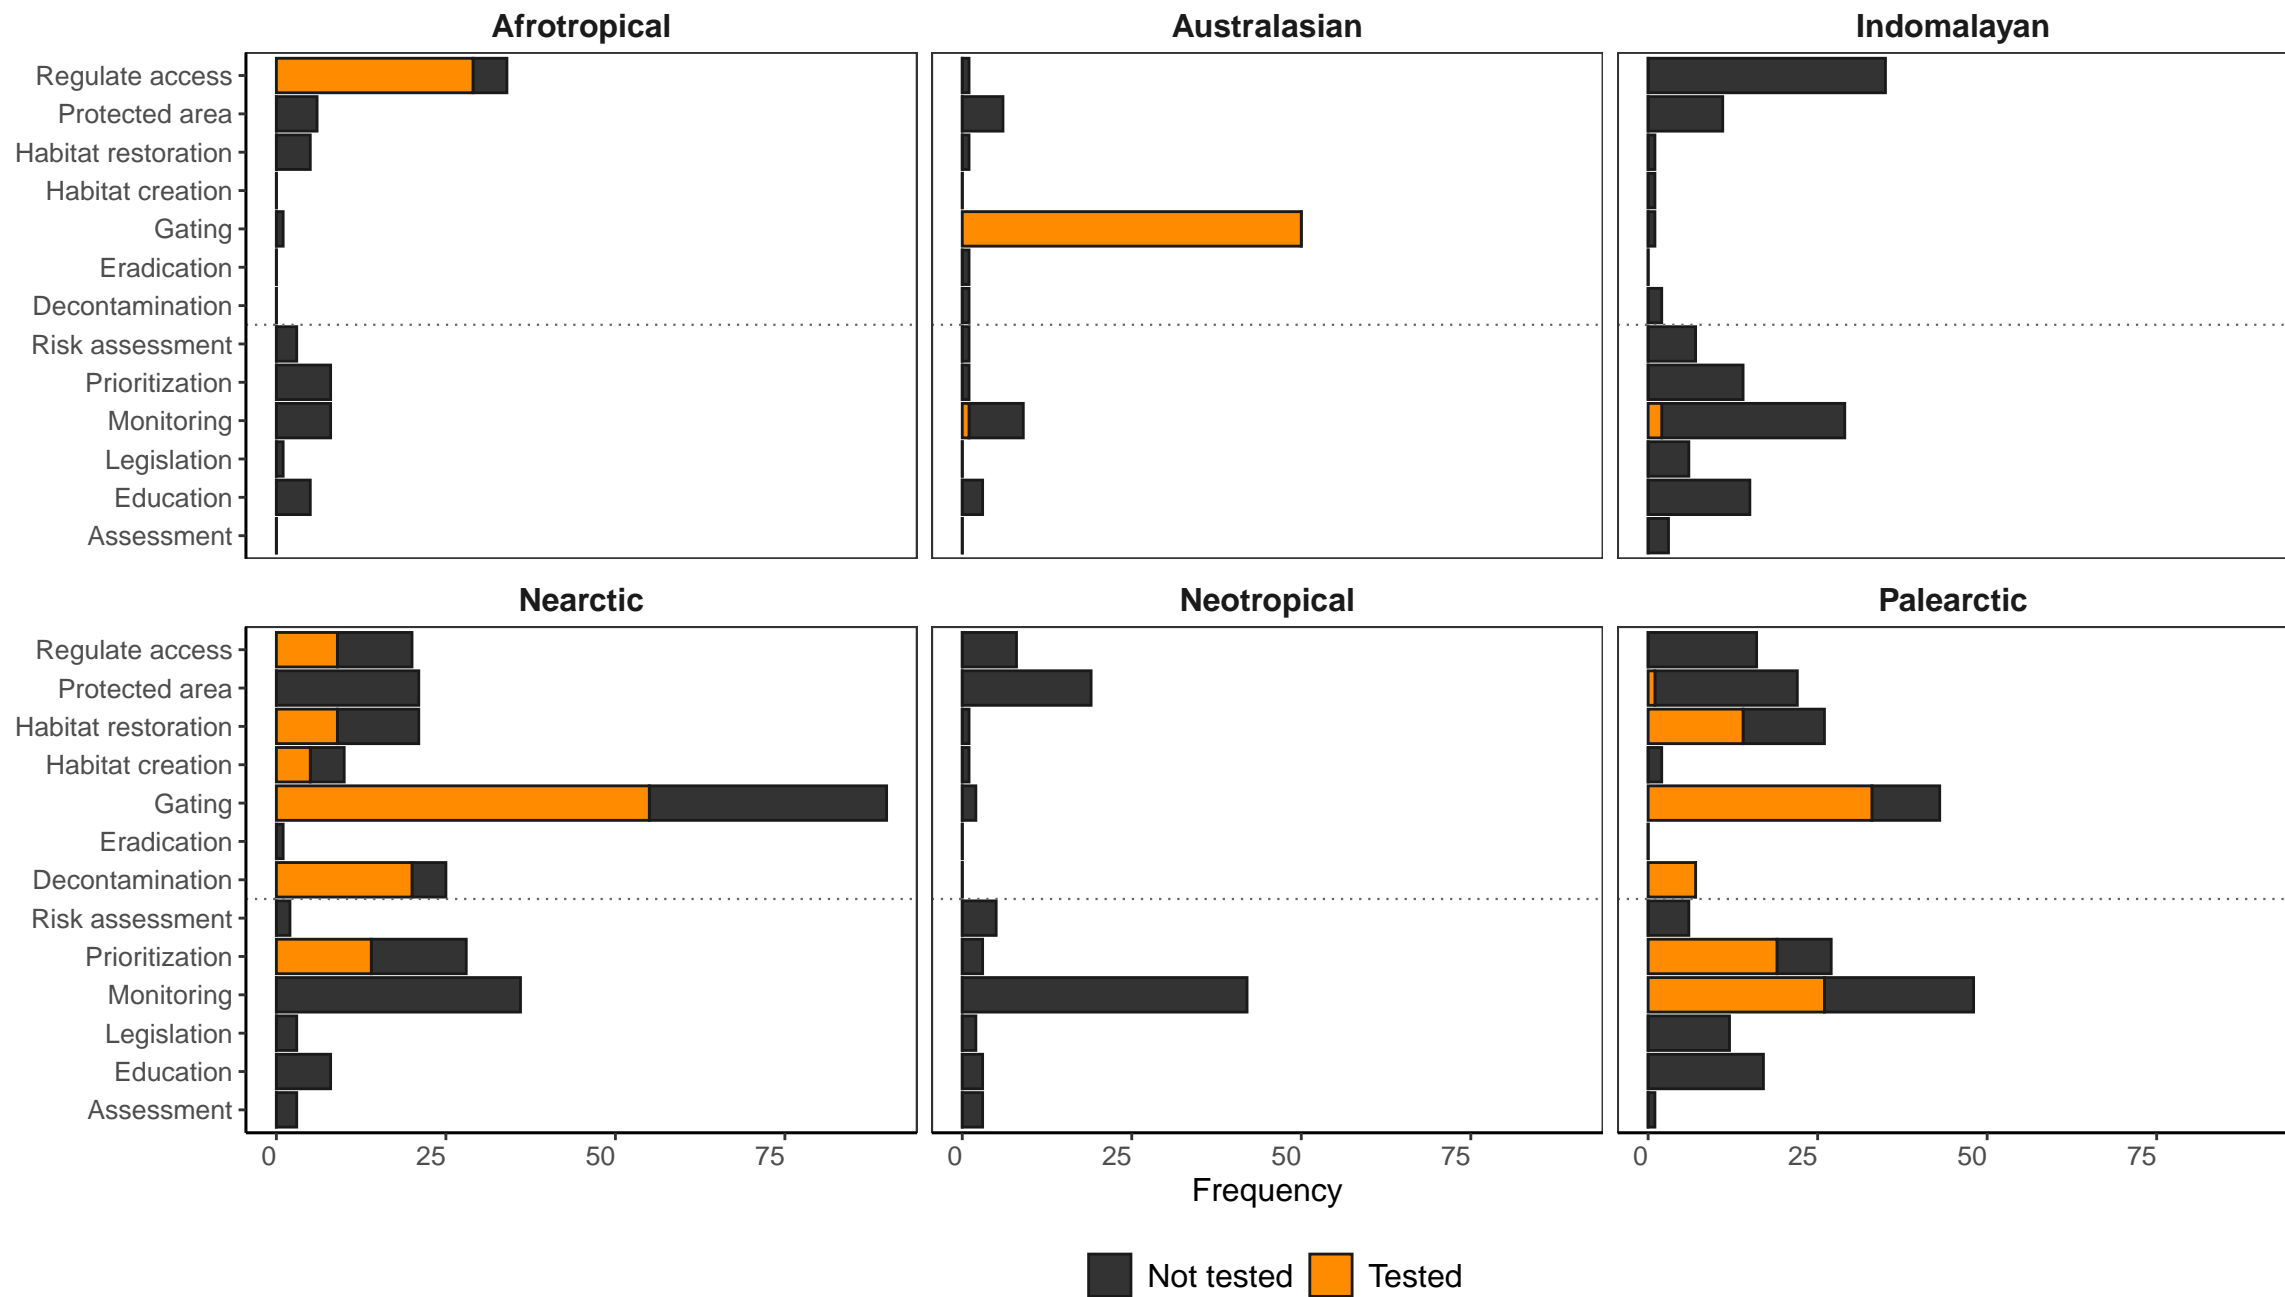 Afrotropical Australasian Indomalayan
Regulate access
Protected area
Habitat restoration
Habitat creation
Gating
Eradication
Decontamination
Risk assessment
Prioritization
Monitoring
Legislation
Education
Assessment
Nearctic Neotropical Palearctic
Regulate access
Protected area
Habitat restoration
Habitat creation
Gating
Eradication
Decontamination
Risk assessment
Prioritization
Monitoring
Legislation
Education
Assessment
0 25 50 75 0 25 50 75 0 25 50 75
Frequency
Not tested Tested